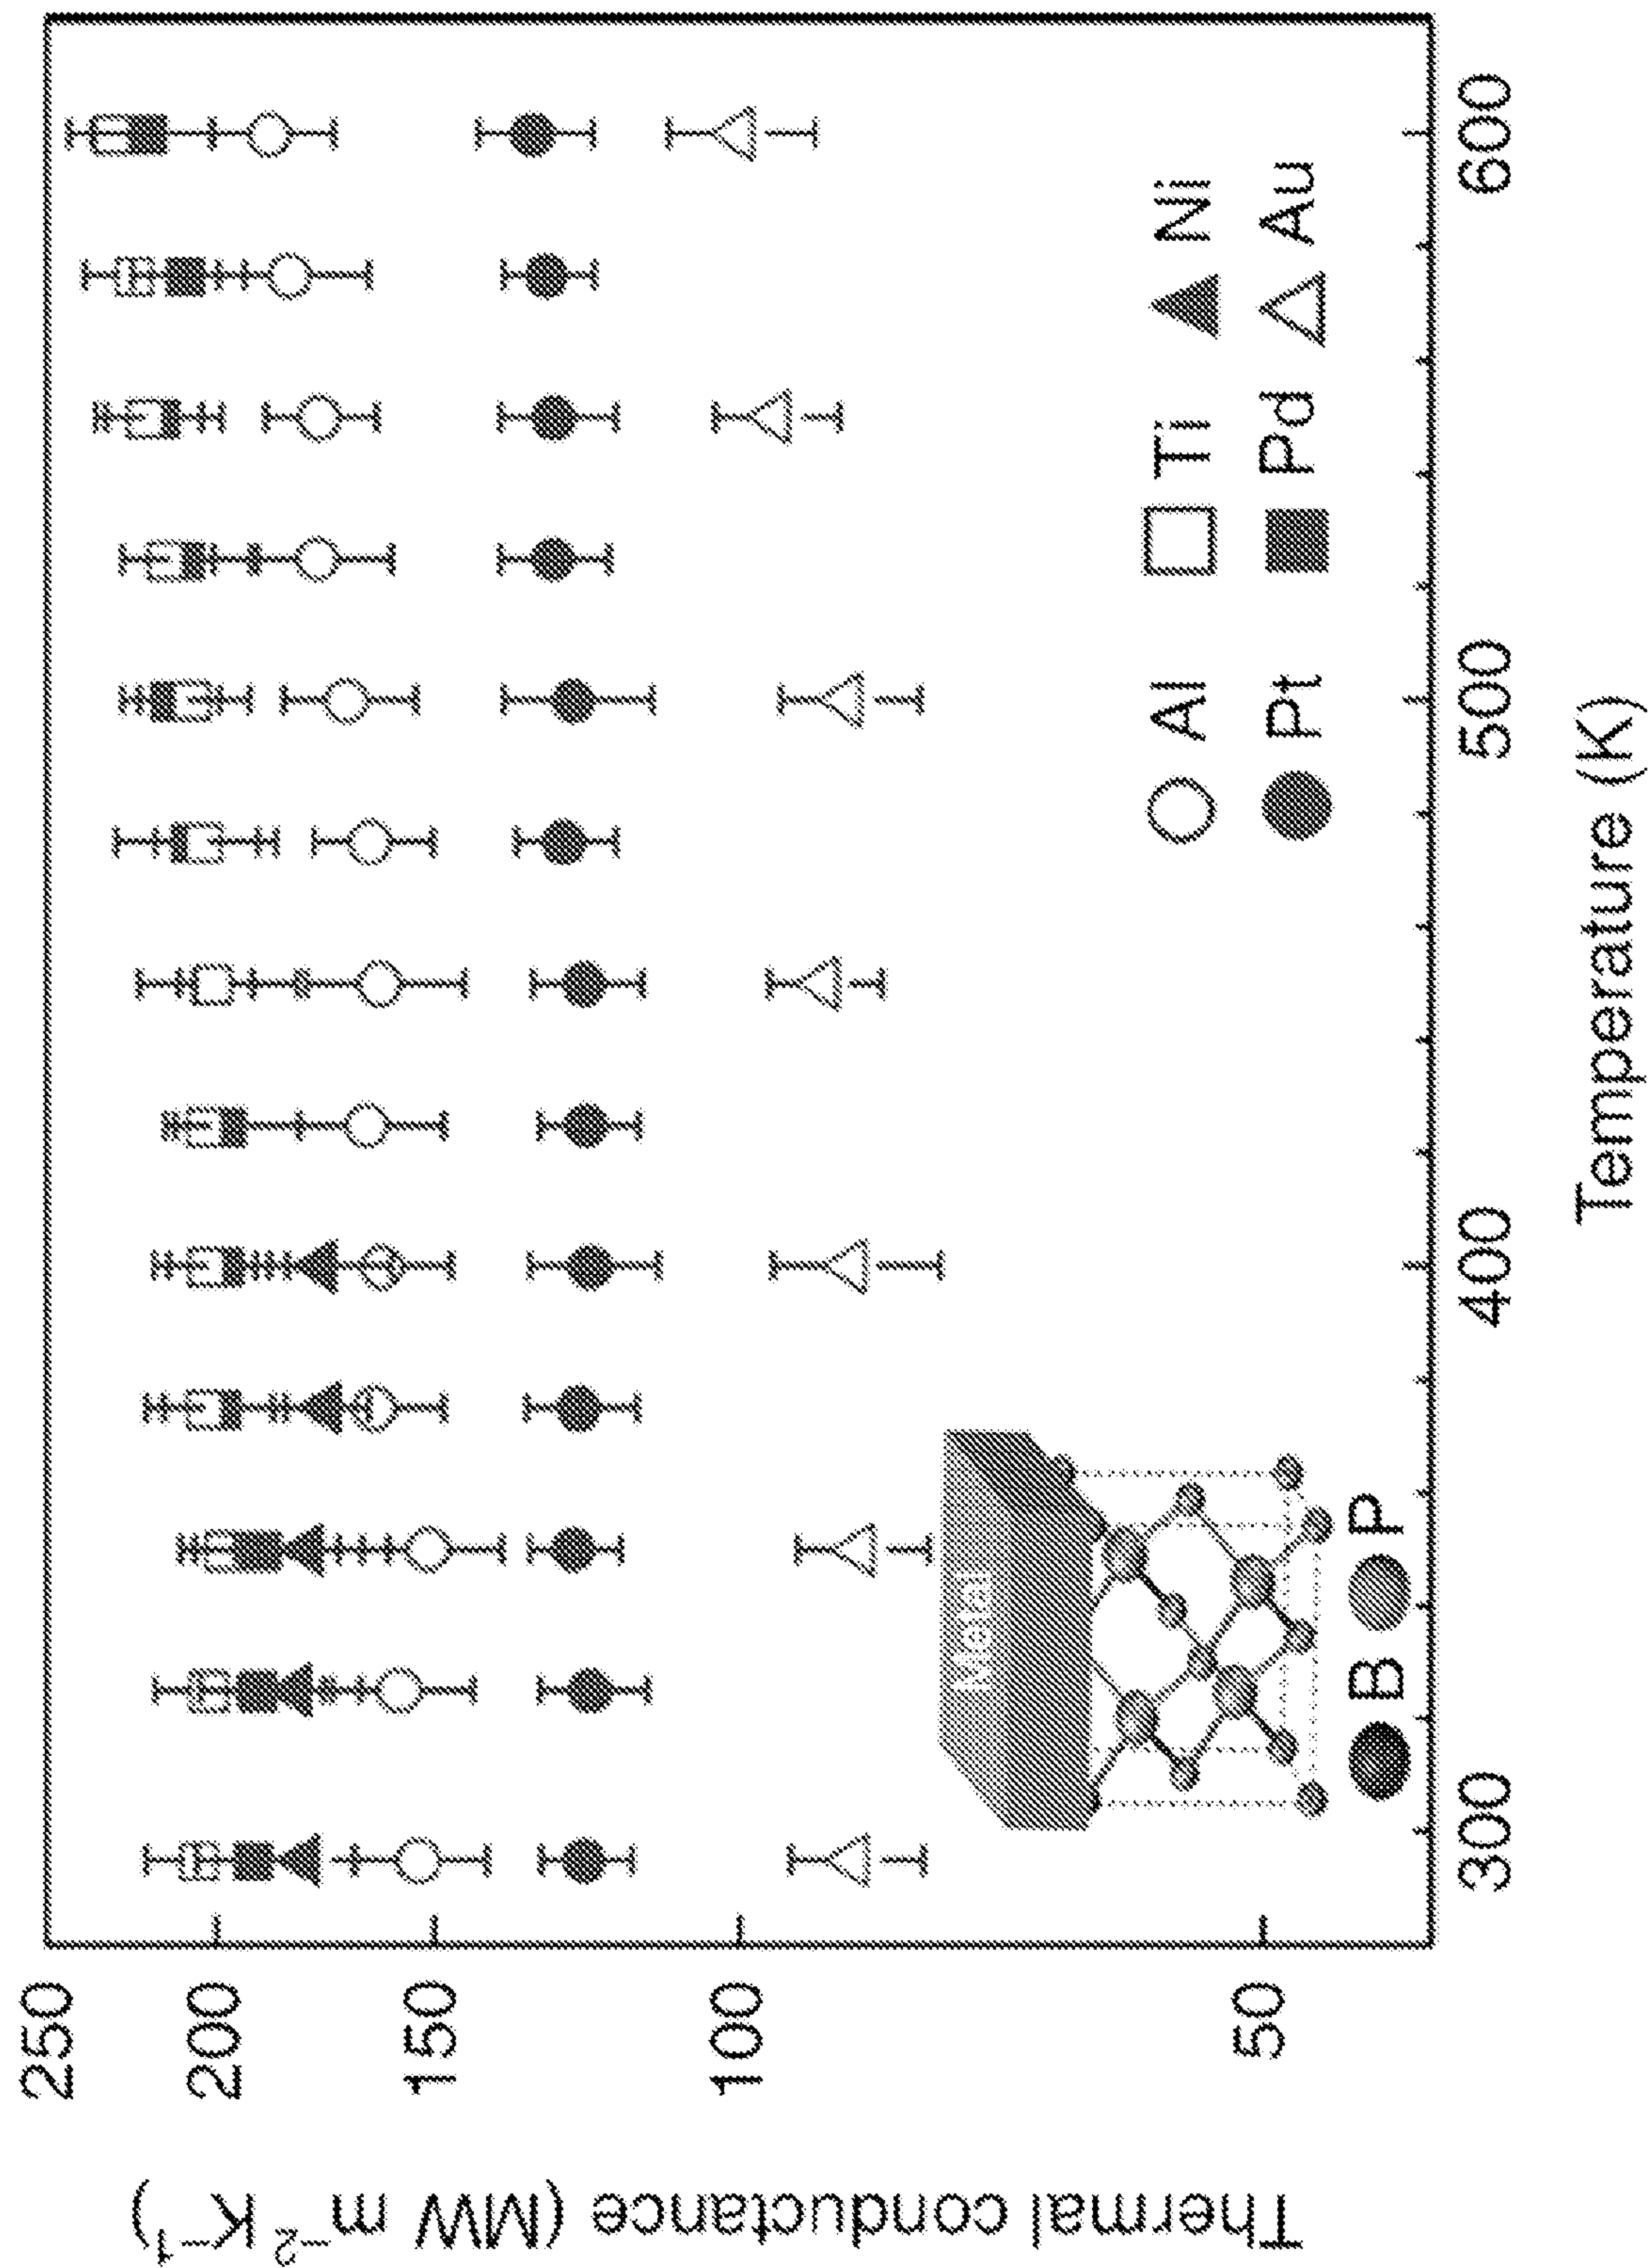 Thermal conductance (MW m⁻² K⁻¹)
250
200
150
100
50
Metal
B P
Al Ti Ni
Pt Pd Au
300 400 500 600
Temperature (K)